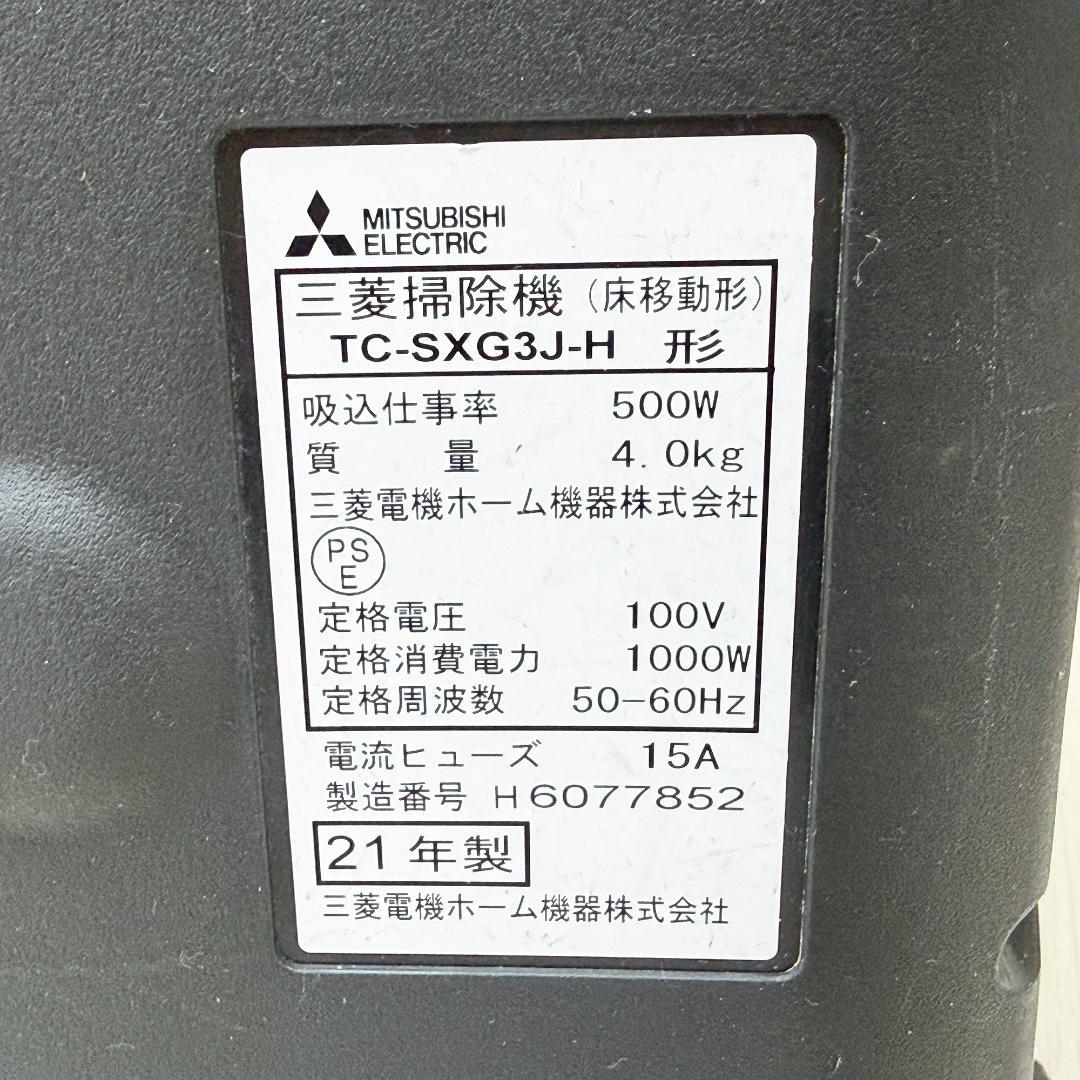 MITSUBISHI
ELECTRIC
三菱掃除機（床移動形）
TC-SXG3J-H 形
吸込仕事率 500W
質量 4.0kg
三菱電機ホーム機器株式会社
PS
E
定格電圧 100V
定格消費電力 1000W
定格周波数 50-60Hz
電流ヒューズ 15A
製造番号 H6077852
21年製
三菱電機ホーム機器株式会社